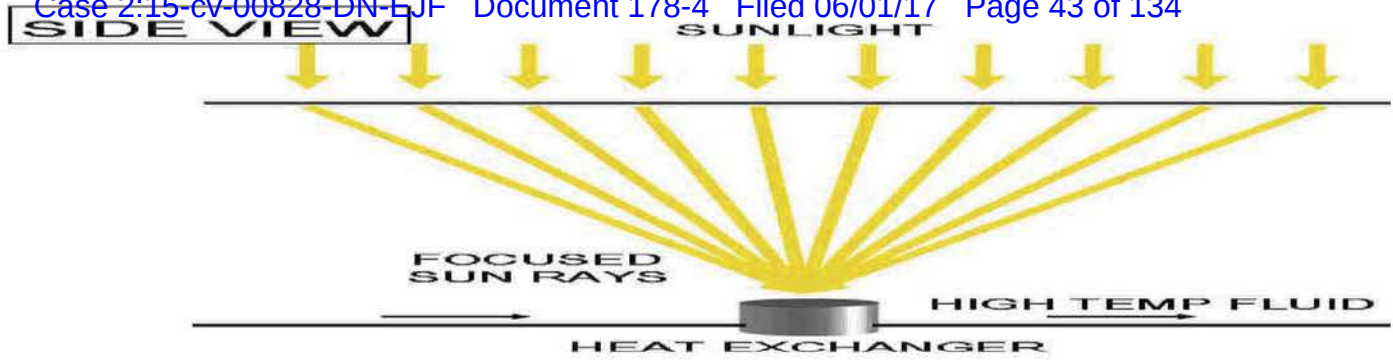 Case 2:15-cv-00828-DN-EJF Document 178-4 Filed 06/01/17 Page 43 of 134
SIDE VIEW
SUNLIGHT
FOCUSED
SUN RAYS
HIGH TEMP FLUID
HEAT EXCHANGER